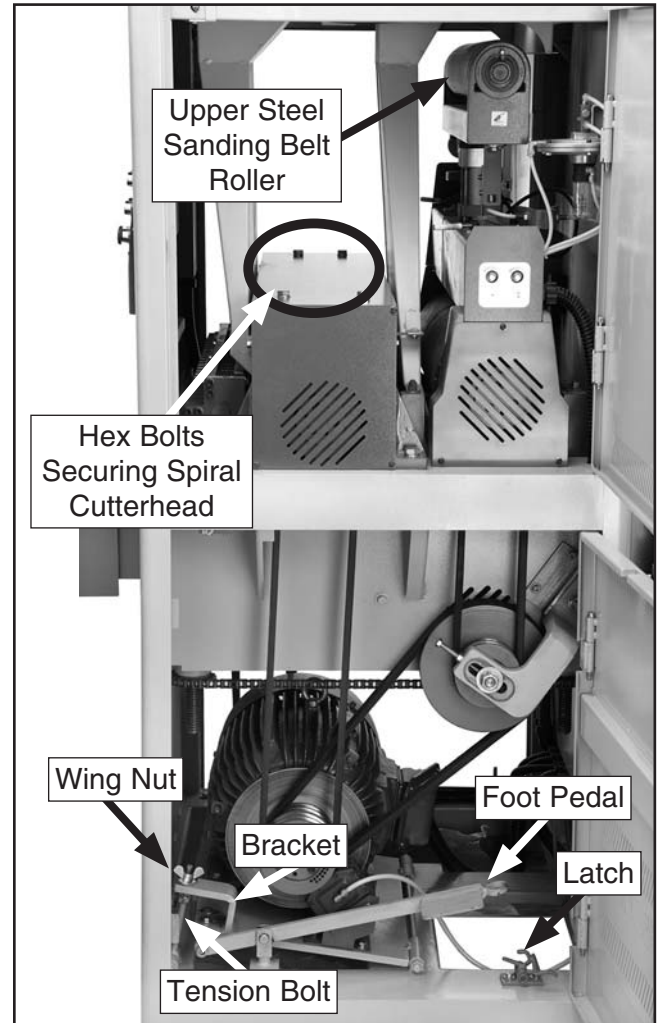 Upper Steel
Sanding Belt
Roller
Hex Bolts
Securing Spiral
Cutterhead
Wing Nut
Bracket
Foot Pedal
Latch
Tension Bolt